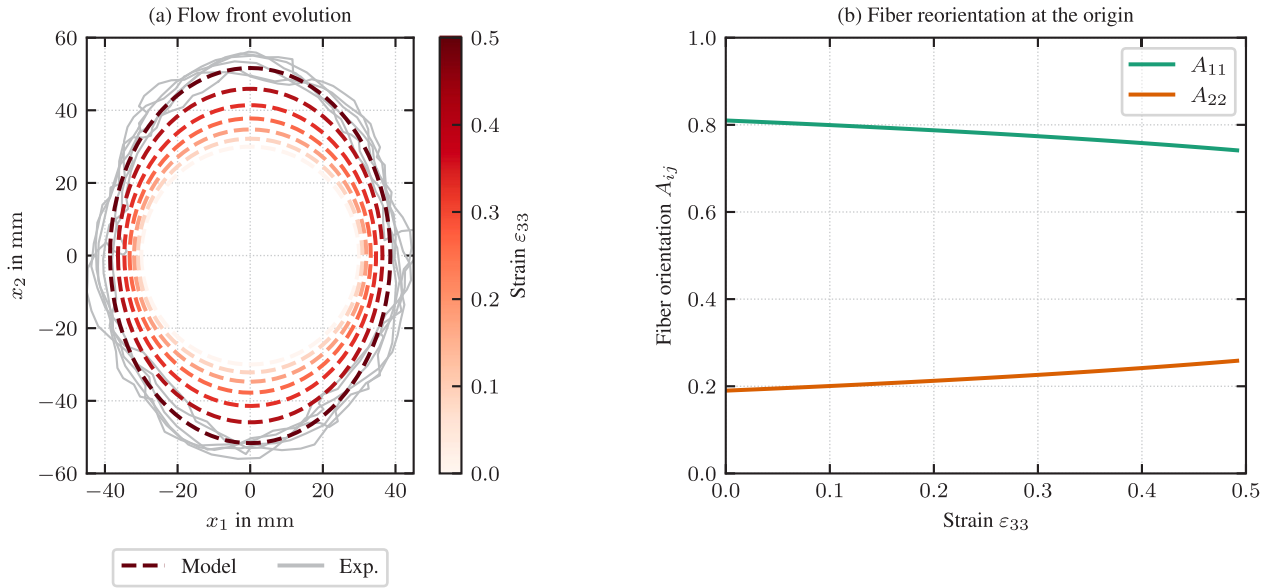 (a) Flow front evolution
60
40
20
0
−20
−40
−60
−40 −20 0 20 40
x₂ in mm
x₁ in mm
0.5
0.4
0.3
0.2
0.1
0.0
Strain ε₃₃
Model Exp.
(b) Fiber reorientation at the origin
1.0
0.8
0.6
0.4
0.2
0.0
0.0 0.1 0.2 0.3 0.4 0.5
Fiber orientation Aᵢⱼ
Strain ε₃₃
A₁₁
A₂₂